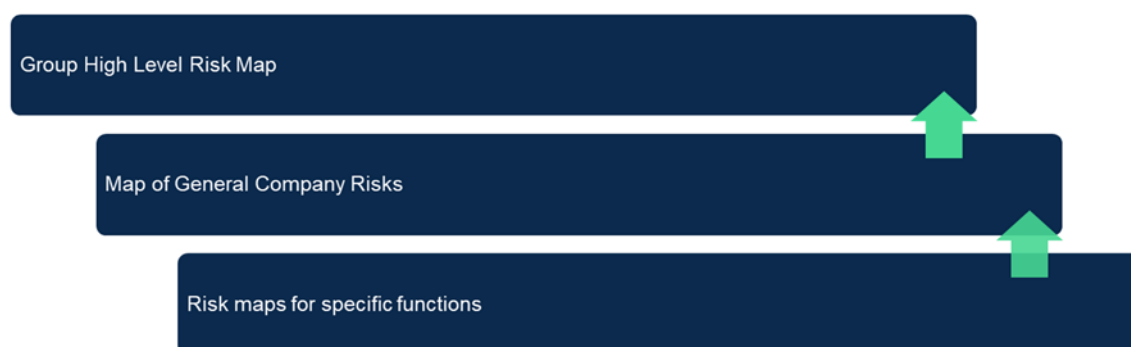 Group High Level Risk Map
Map of General Company Risks
Risk maps for specific functions